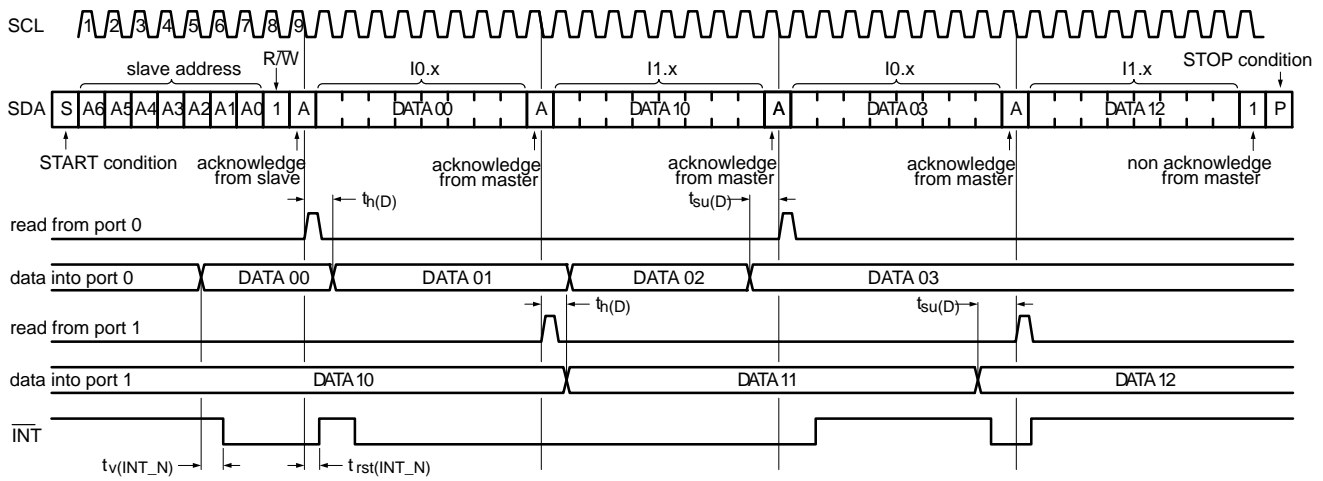 SCL 1 2 3 4 5 6 7 8 9
R/W
slave address I0.x I1.x I0.x I1.x STOP condition
SDA S A6 A5 A4 A3 A2 A1 A0 1 A DATA 00 A DATA 10 A DATA 03 A DATA 12 1 P
START condition acknowledge from slave acknowledge from master acknowledge from master acknowledge from master non acknowledge from master
th(D) tsu(D)
read from port 0
data into port 0 DATA 00 DATA 01 DATA 02 DATA 03
th(D) tsu(D)
read from port 1
data into port 1 DATA 10 DATA 11 DATA 12
INT
tv(INT_N) trst(INT_N)